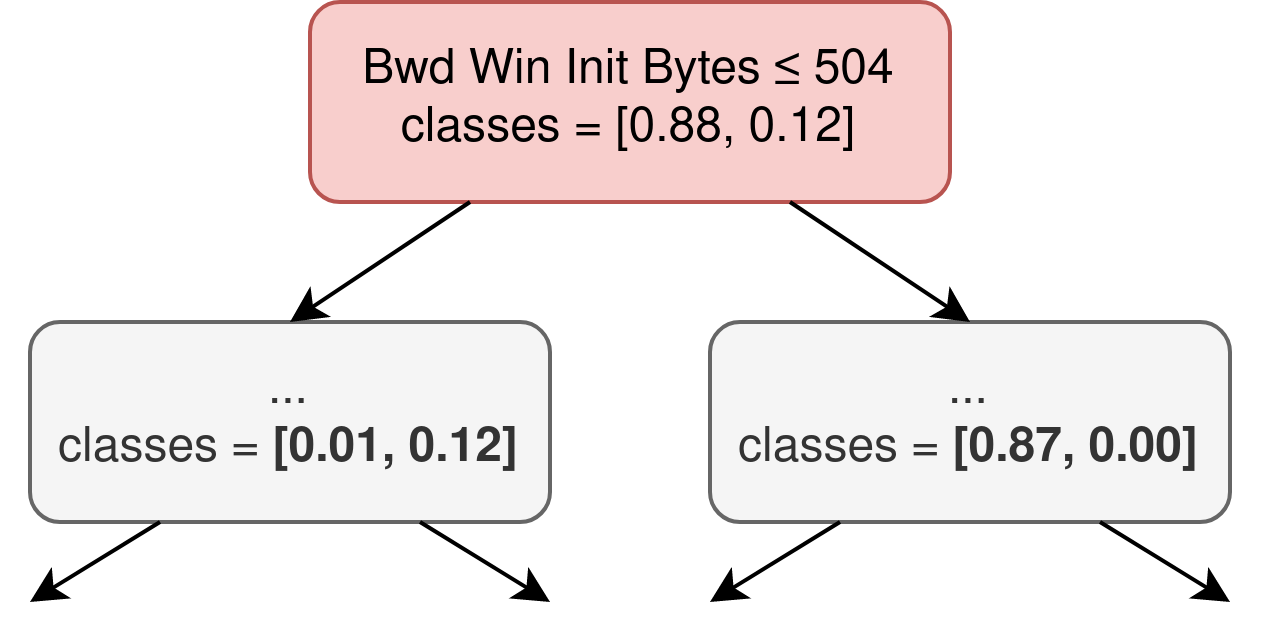 Bwd Win Init Bytes ≤ 504
classes = [0.88, 0.12]
...
classes = [0.01, 0.12]
...
classes = [0.87, 0.00]